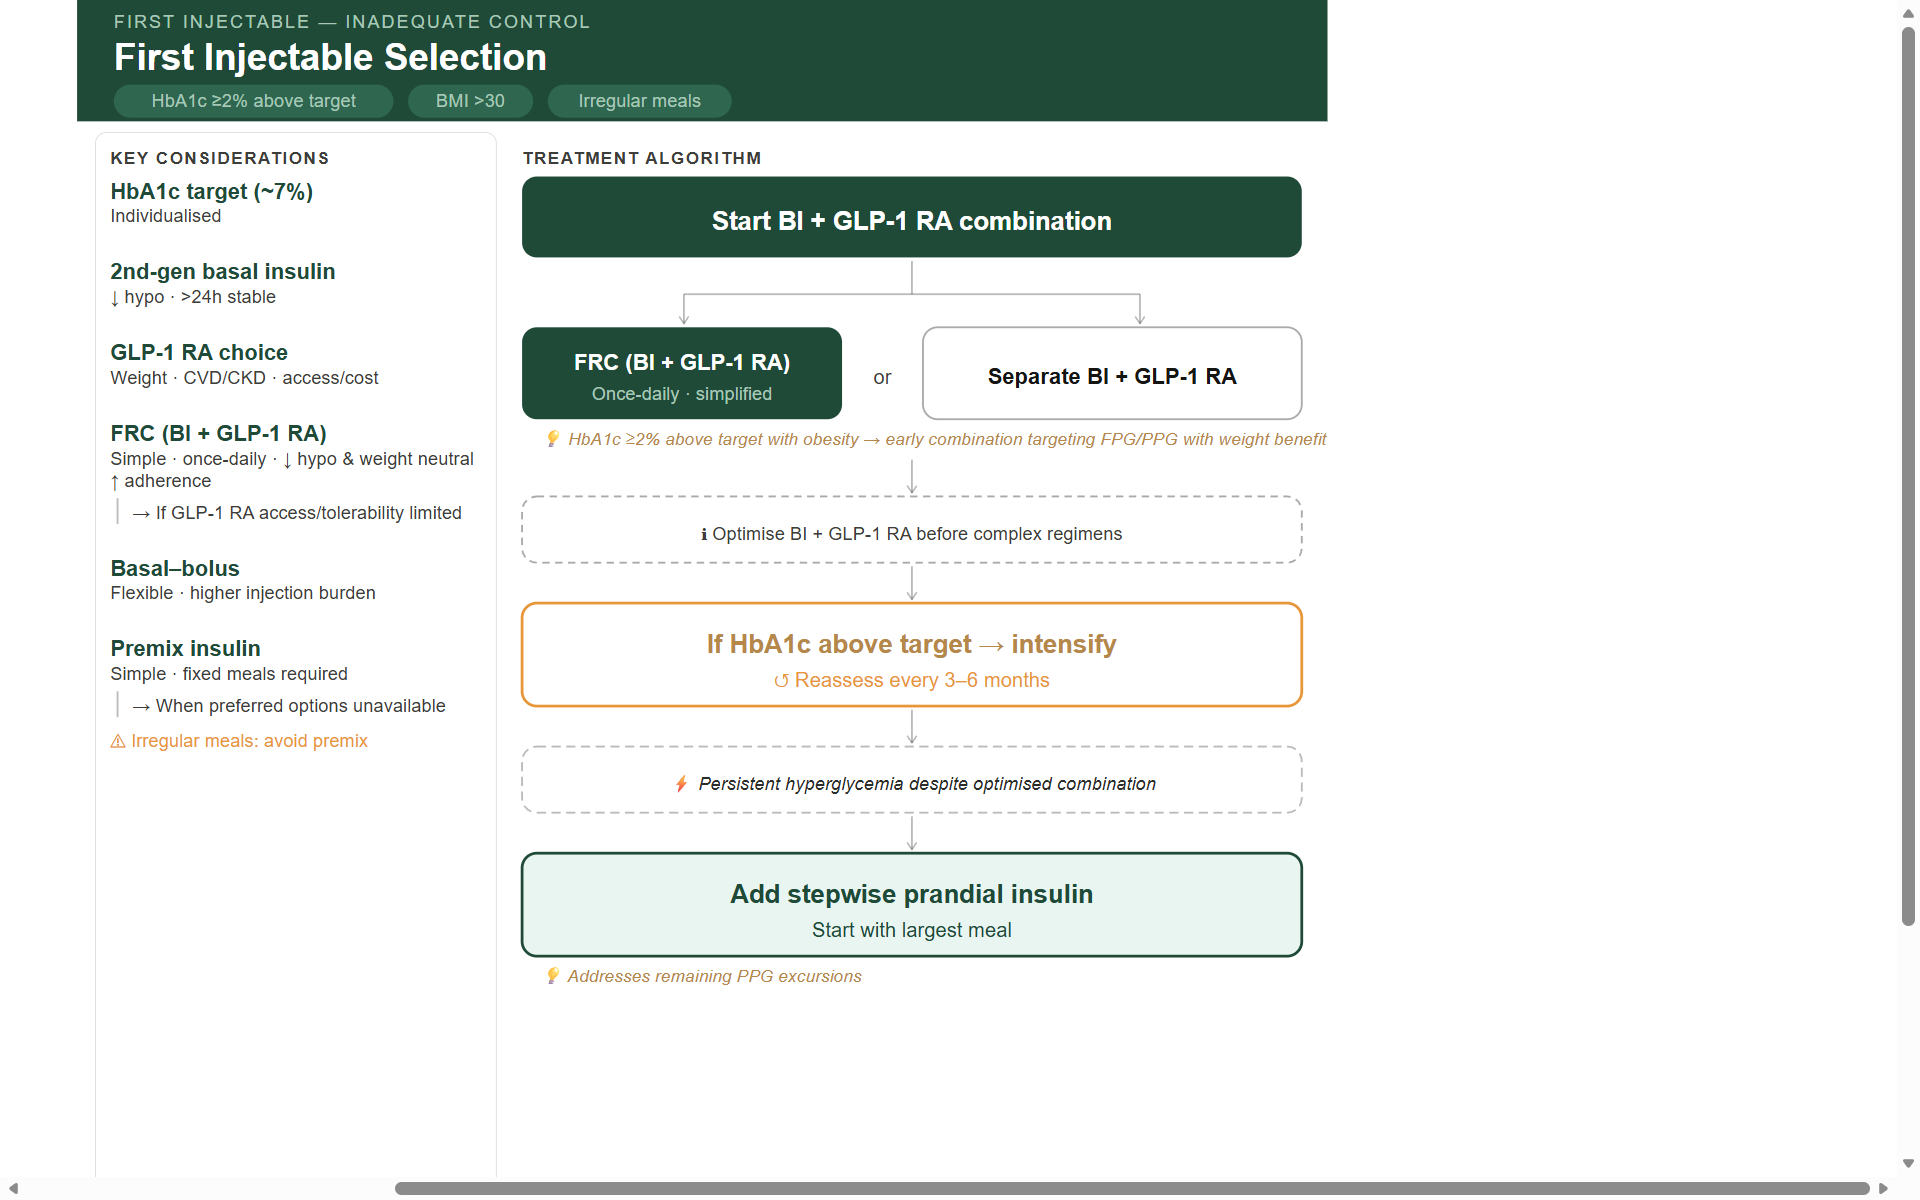 FIRST INJECTABLE — INADEQUATE CONTROL
First Injectable Selection
HbA1c ≥2% above target
BMI >30
Irregular meals
KEY CONSIDERATIONS
HbA1c target (~7%)
Individualised
2nd-gen basal insulin
↓ hypo · >24h stable
GLP-1 RA choice
Weight · CVD/CKD · access/cost
FRC (BI + GLP-1 RA)
Simple · once-daily · ↓ hypo & weight neutral
↑ adherence
→ If GLP-1 RA access/tolerability limited
Basal–bolus
Flexible · higher injection burden
Premix insulin
Simple · fixed meals required
→ When preferred options unavailable
⚠ Irregular meals: avoid premix
TREATMENT ALGORITHM
Start BI + GLP-1 RA combination
FRC (BI + GLP-1 RA)
Once-daily · simplified
or
Separate BI + GLP-1 RA
💡 HbA1c ≥2% above target with obesity → early combination targeting FPG/PPG with weight benefit
ℹ Optimise BI + GLP-1 RA before complex regimens
If HbA1c above target → intensify
↺ Reassess every 3–6 months
⚡ Persistent hyperglycemia despite optimised combination
Add stepwise prandial insulin
Start with largest meal
💡 Addresses remaining PPG excursions